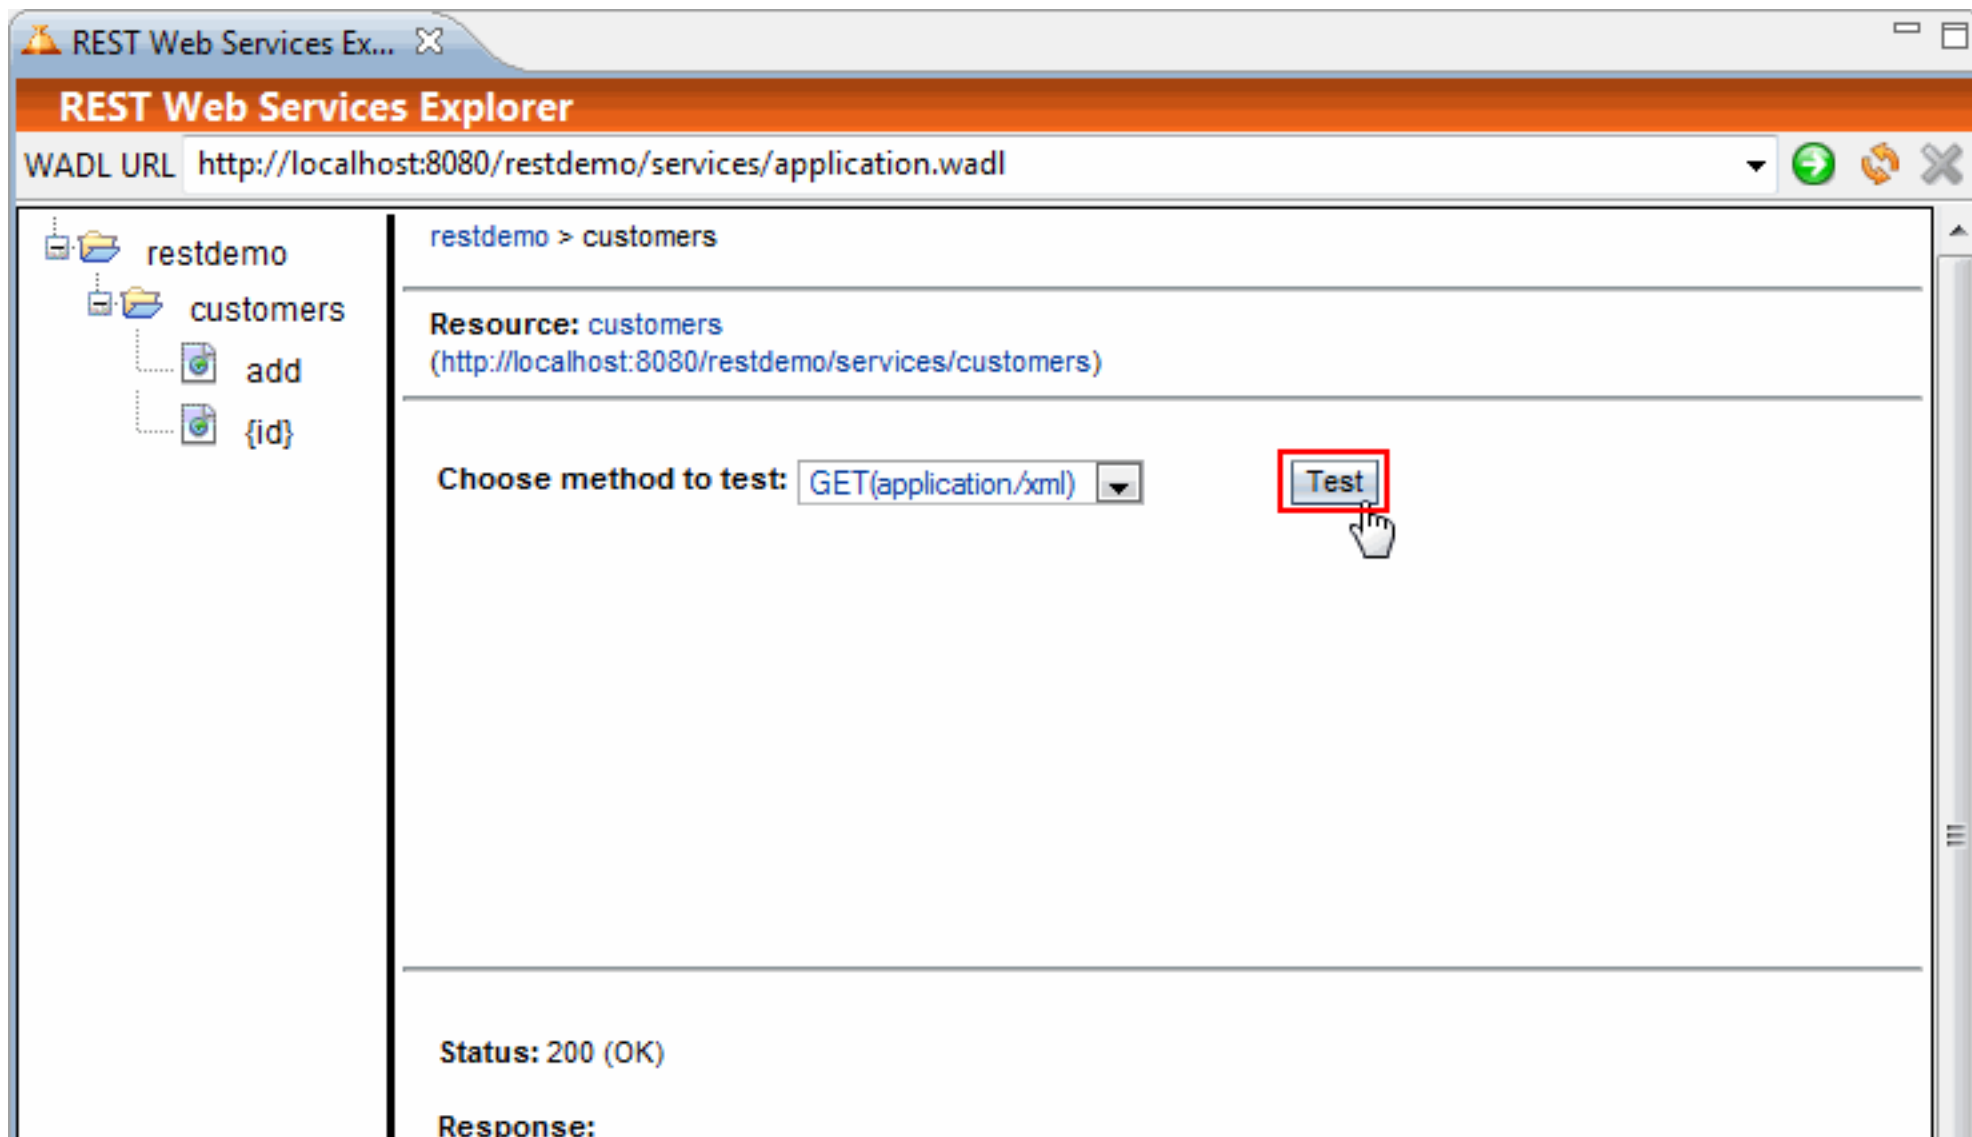 REST Web Services Ex...
REST Web Services Explorer
WADL URL http://localhost:8080/restdemo/services/application.wadl
restdemo
customers
add
{id}
restdemo > customers
Resource: customers
(http://localhost:8080/restdemo/services/customers)
Choose method to test: GET(application/xml) Test
Status: 200 (OK)
Response: